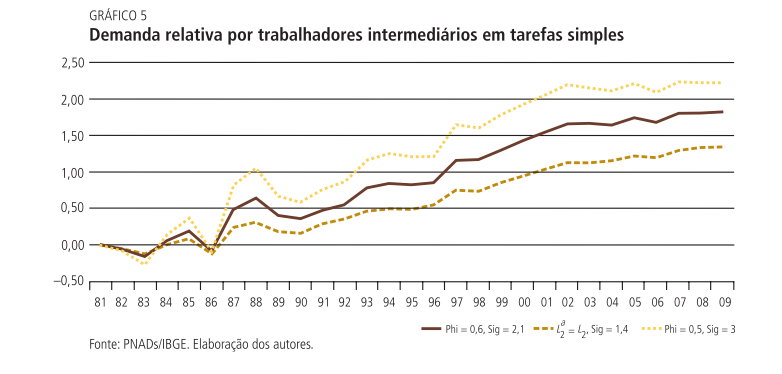 GRÁFICO 5
Demanda relativa por trabalhadores intermediários em tarefas simples
2,50
2,00
1,50
1,00
0,50
0,00
–0,50
81 82 83 84 85 86 87 88 89 90 91 92 93 94 95 96 97 98 99 00 01 02 03 04 05 06 07 08 09
Phi = 0,6, Sig = 2,1 L₂ᵃ = L₂, Sig = 1,4 Phi = 0,5, Sig = 3
Fonte: PNADs/IBGE. Elaboração dos autores.